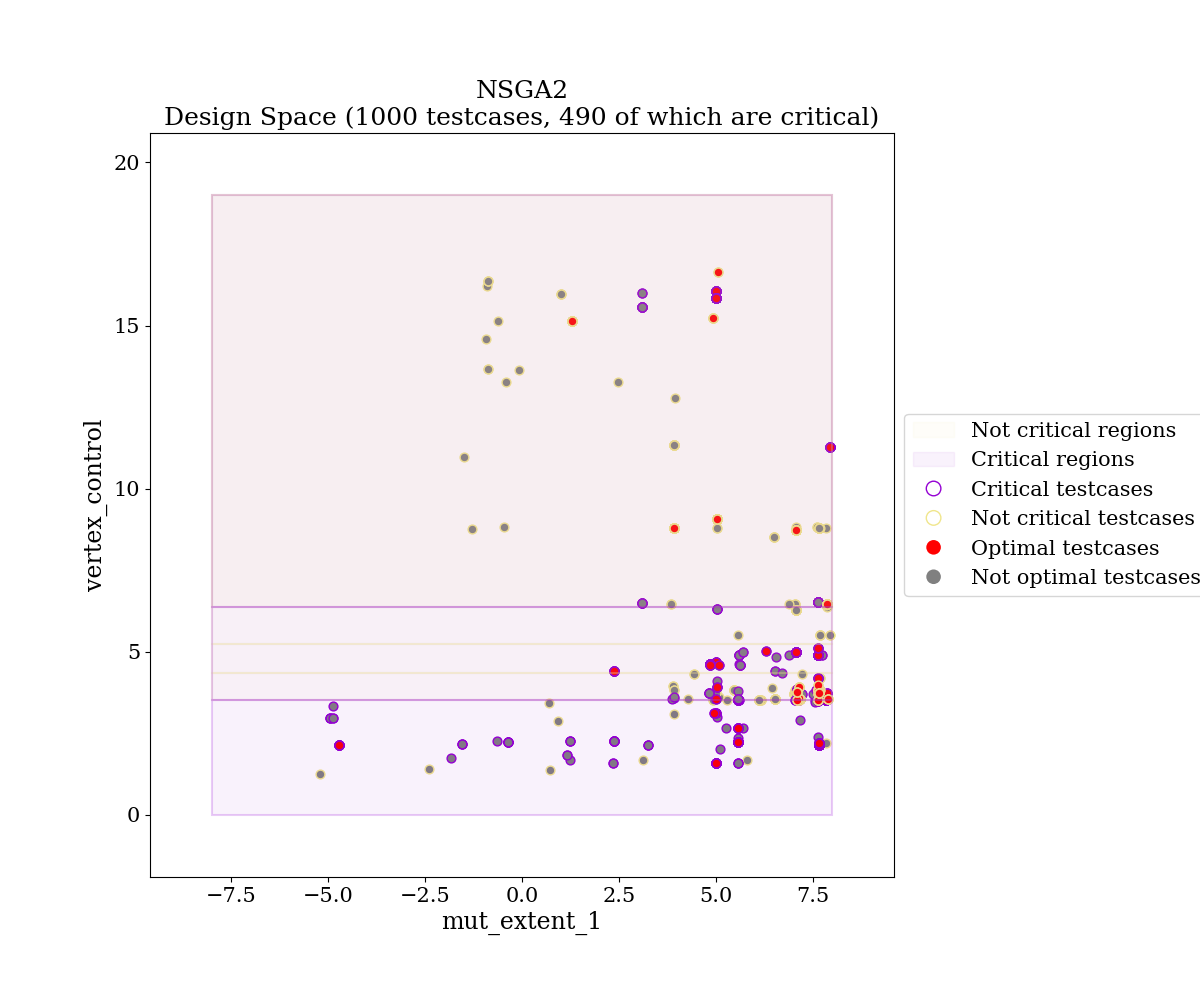 NSGA2
Design Space (1000 testcases, 490 of which are critical)
20
15
10
5
0
vertex_control
−7.5
−5.0
−2.5
0.0
2.5
5.0
7.5
mut_extent_1
Not critical regions
Critical regions
Critical testcases
Not critical testcases
Optimal testcases
Not optimal testcases